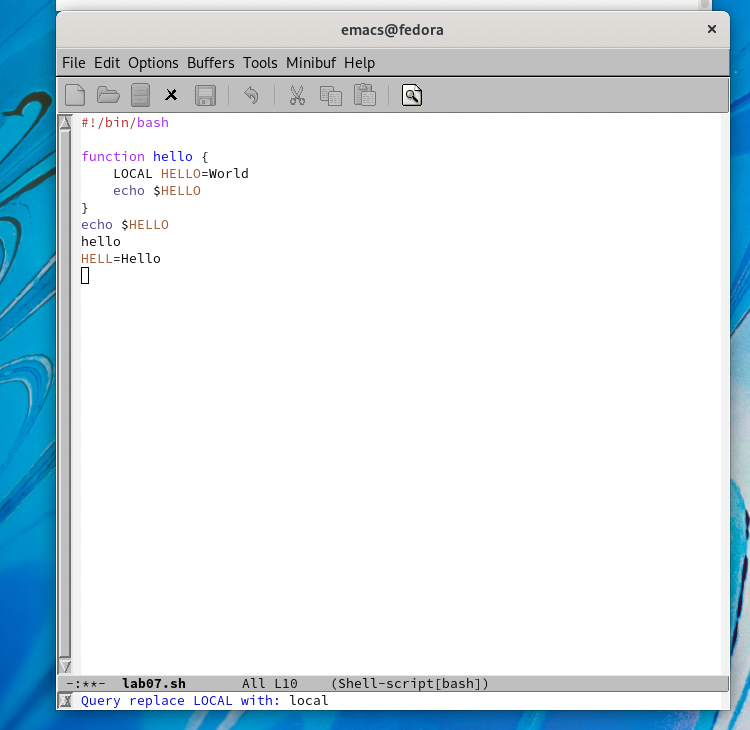 emacs@fedora ×
File Edit Options Buffers Tools Minibuf Help
#!/bin/bash
function hello {
    LOCAL HELLO=World
    echo $HELLO
}
echo $HELLO
hello
HELL=Hello
-:**-  lab07.sh       All L10    (Shell-script[bash])
Query replace LOCAL with: local